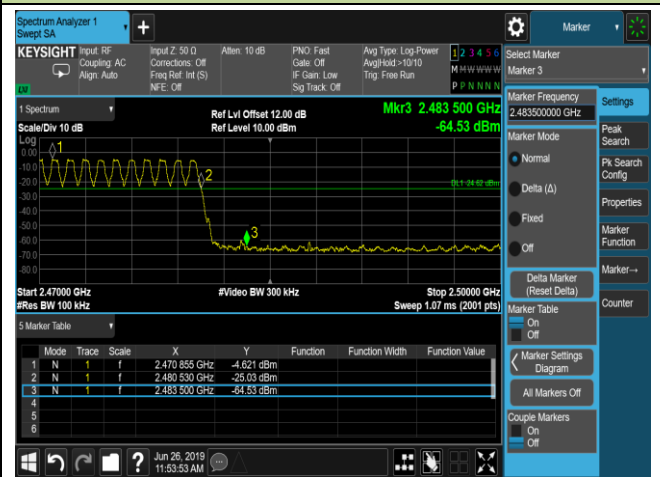 Spectrum Analyzer 1
Swept SA
+
Marker
KEYSIGHT
Input: RF
Coupling: AC
Align: Auto
Input Z: 50 Ω
Corrections: Off
Freq Ref: Int (S)
NFE: Off
Atten: 10 dB
PNO: Fast
Gate: Off
IF Gain: Low
Sig Track: Off
Avg Type: Log-Power
Avg|Hold:>10/10
Trig: Free Run
1 2 3 4 5 6
M M W W W W
P P N N N N
LXI
1 Spectrum
Scale/Div 10 dB
Ref Lvl Offset 12.00 dB
Ref Level 10.00 dBm
Mkr3 2.483 500 GHz
-64.53 dBm
Log
0.00
-10.0
-20.0
-30.0
-40.0
-50.0
-60.0
-70.0
-80.0
1
2
3
DL1 -24.62 dBm
Start 2.47000 GHz
#Res BW 100 kHz
#Video BW 300 kHz
Stop 2.50000 GHz
Sweep 1.07 ms (2001 pts)
5 Marker Table
Mode Trace Scale X Y Function Function Width Function Value
1 N 1 f 2.470 855 GHz -4.621 dBm
2 N 1 f 2.480 530 GHz -25.03 dBm
3 N 1 f 2.483 500 GHz -64.53 dBm
4
5
6
?
Jun 26, 2019
11:53:53 AM
Select Marker
Marker 3
Marker Frequency
2.483500000 GHz
Marker Mode
Normal
Delta (Δ)
Fixed
Off
Delta Marker
(Reset Delta)
Marker Table
On
Off
Marker Settings
Diagram
All Markers Off
Couple Markers
On
Off
Settings
Peak
Search
Pk Search
Config
Properties
Marker
Function
Marker→
Counter